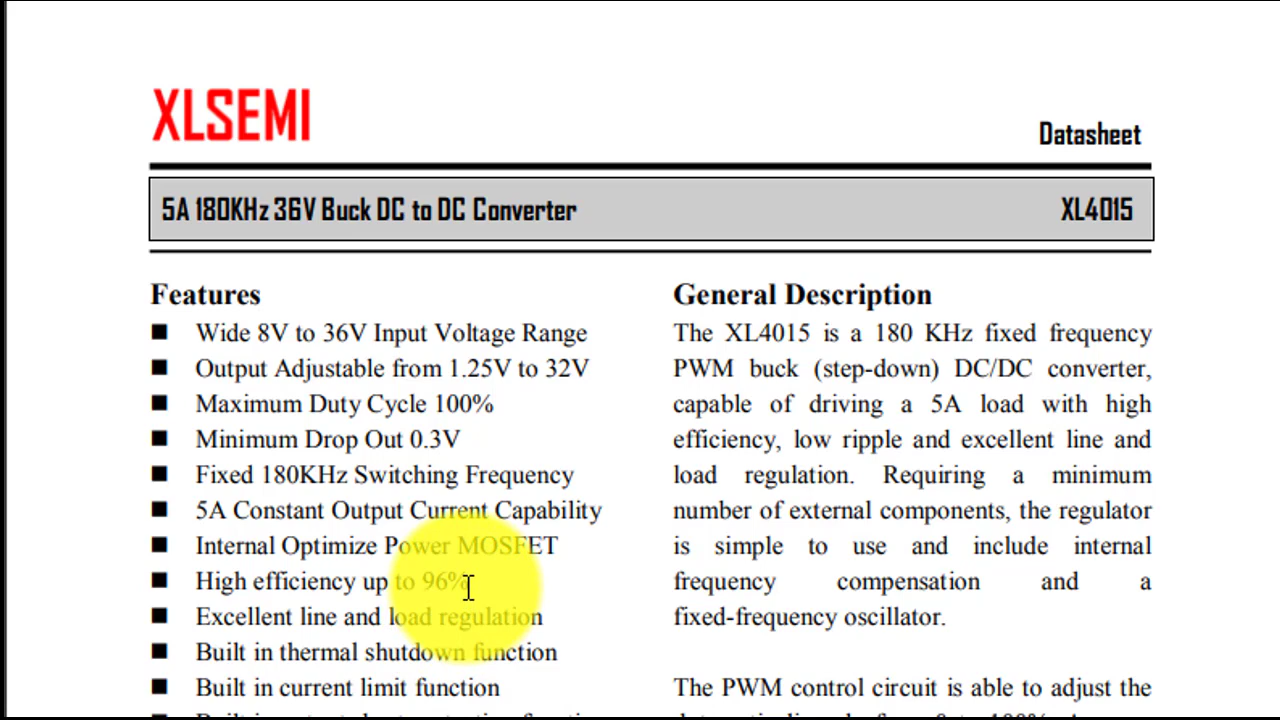 XLSEMI
Datasheet
5A 180KHz 36V Buck DC to DC Converter XL4015
Features
■ Wide 8V to 36V Input Voltage Range
■ Output Adjustable from 1.25V to 32V
■ Maximum Duty Cycle 100%
■ Minimum Drop Out 0.3V
■ Fixed 180KHz Switching Frequency
■ 5A Constant Output Current Capability
■ Internal Optimize Power MOSFET
■ High efficiency up to 96%
■ Excellent line and load regulation
■ Built in thermal shutdown function
■ Built in current limit function
General Description
The XL4015 is a 180 KHz fixed frequency
PWM buck (step-down) DC/DC converter,
capable of driving a 5A load with high
efficiency, low ripple and excellent line and
load regulation. Requiring a minimum
number of external components, the regulator
is simple to use and include internal
frequency compensation and a
fixed-frequency oscillator.
The PWM control circuit is able to adjust the